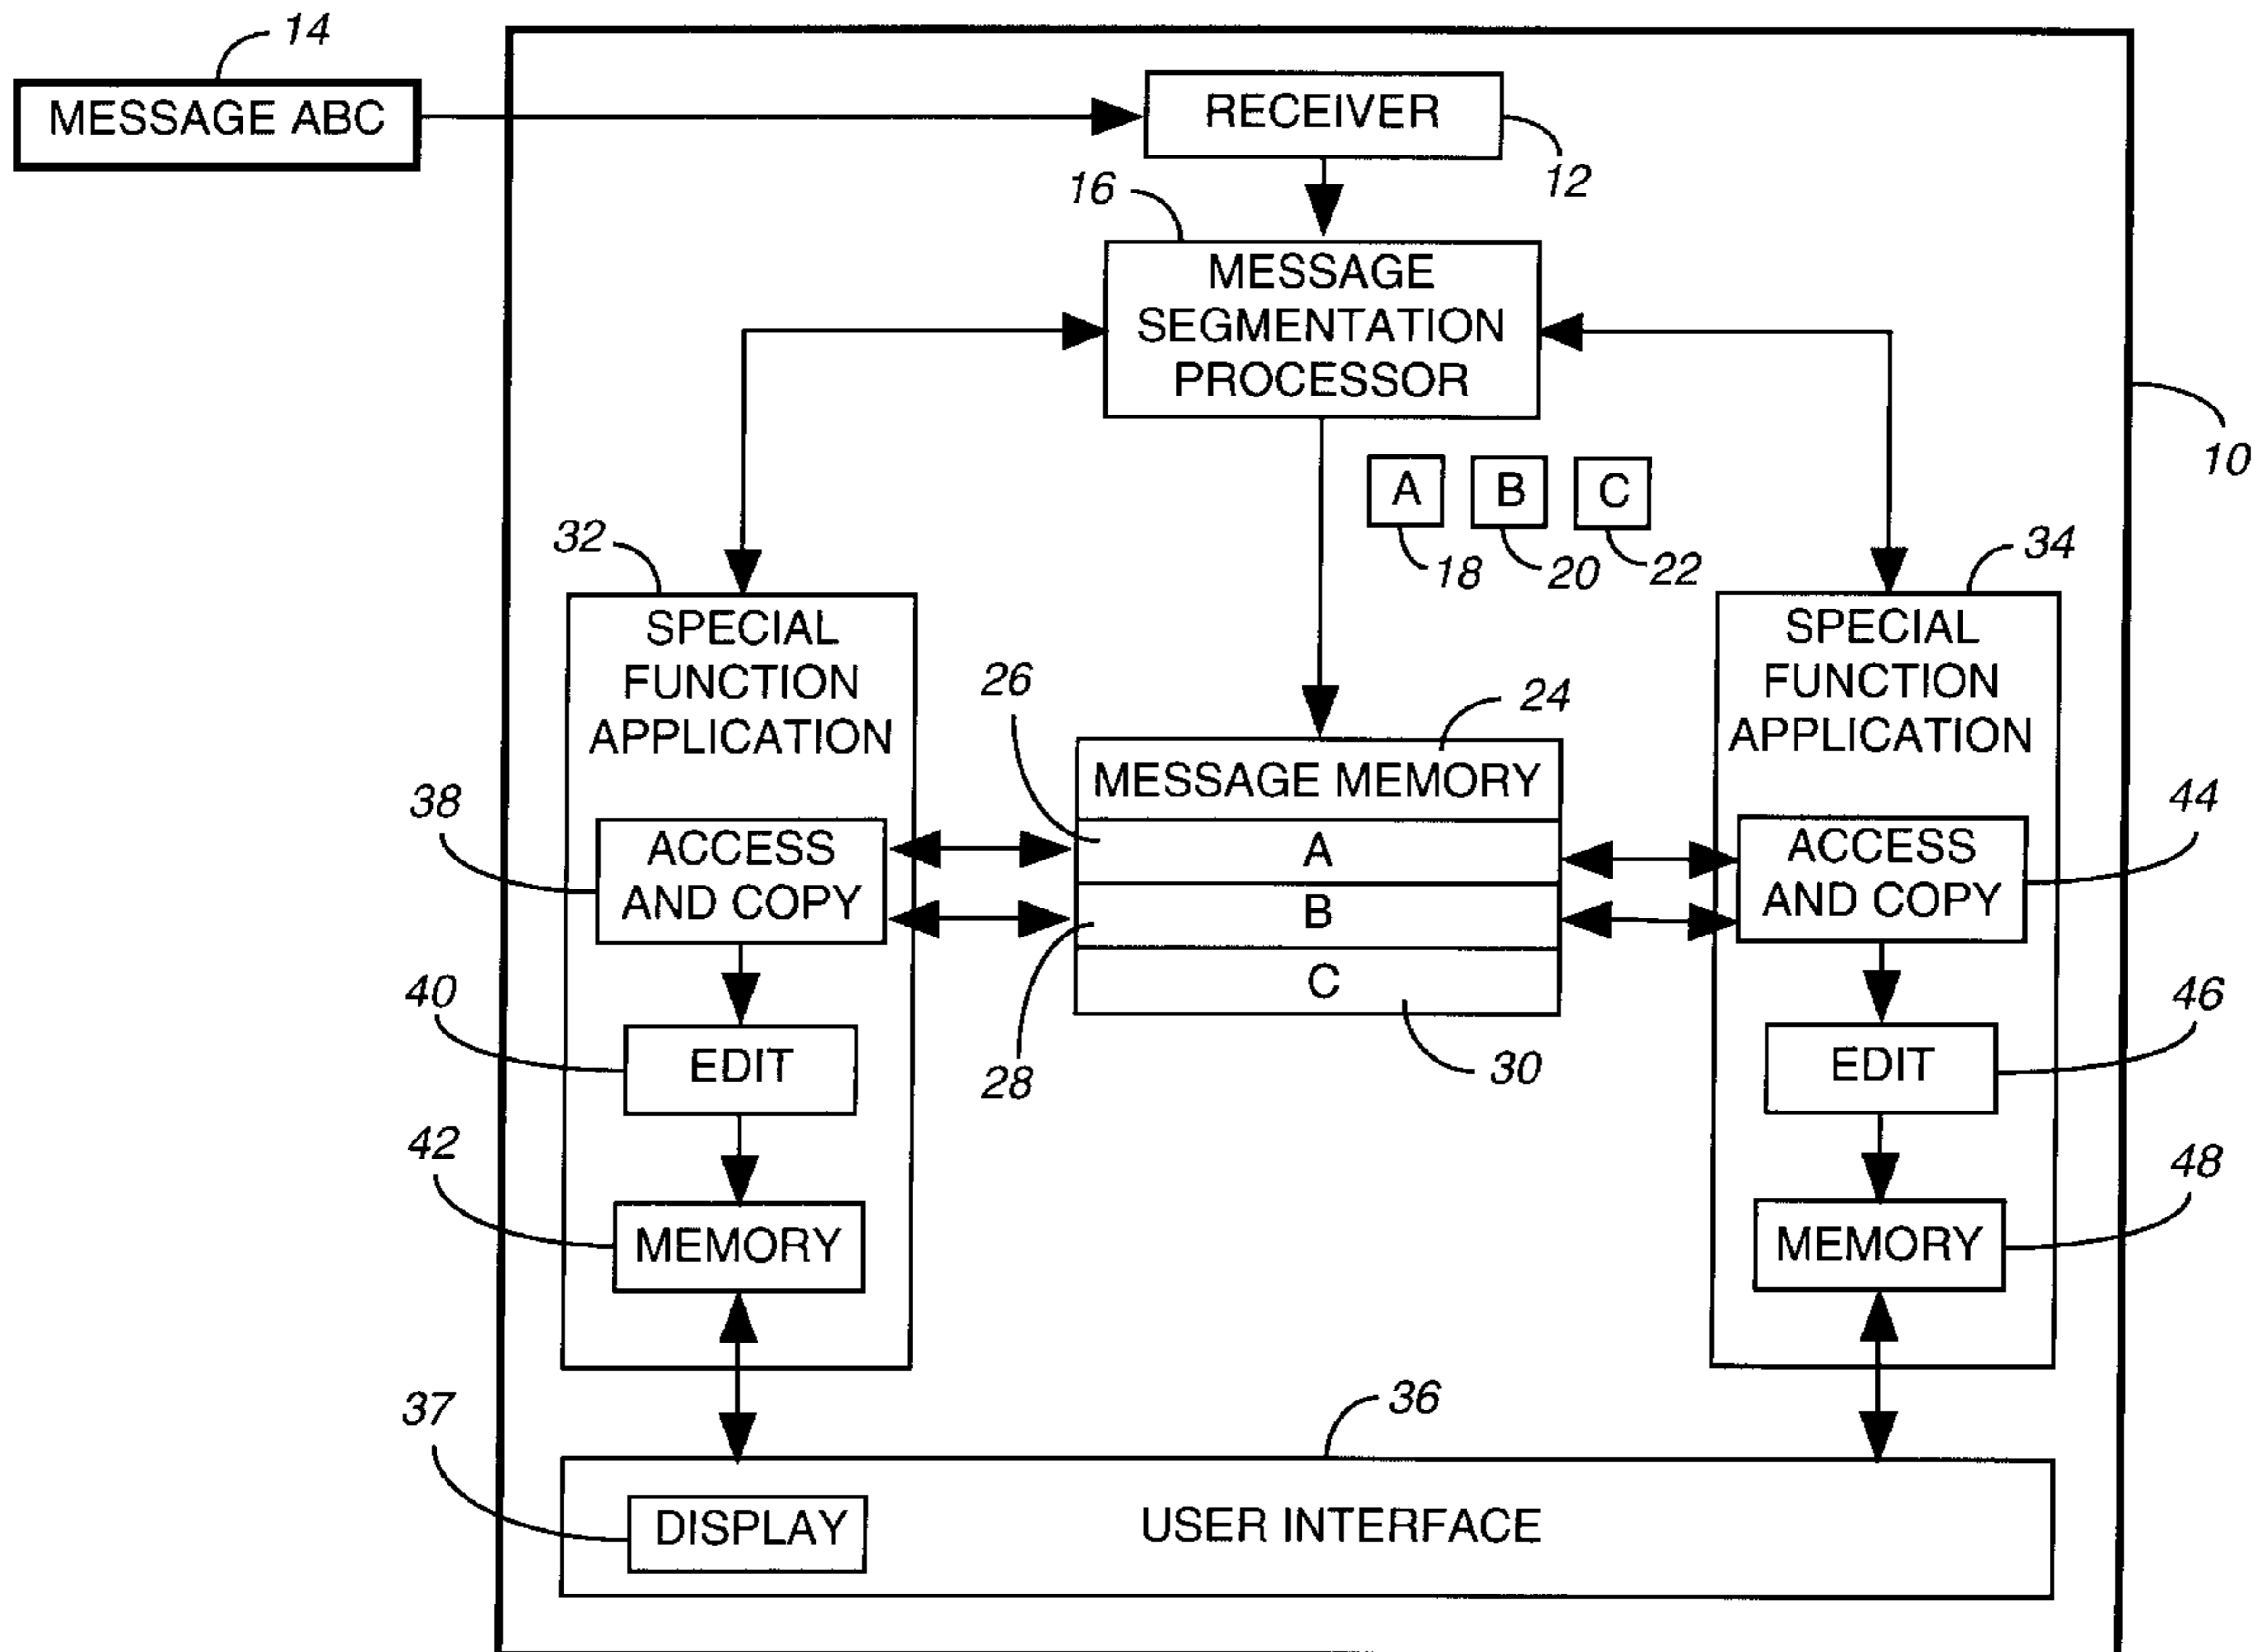 14
MESSAGE ABC
RECEIVER
12
16
MESSAGE
SEGMENTATION
PROCESSOR
10
A
B
C
18
20
22
32
34
SPECIAL
FUNCTION
APPLICATION
SPECIAL
FUNCTION
APPLICATION
26
24
MESSAGE MEMORY
A
B
C
28
30
38
ACCESS
AND COPY
44
ACCESS
AND COPY
40
EDIT
46
EDIT
42
MEMORY
48
MEMORY
37
36
DISPLAY
USER INTERFACE